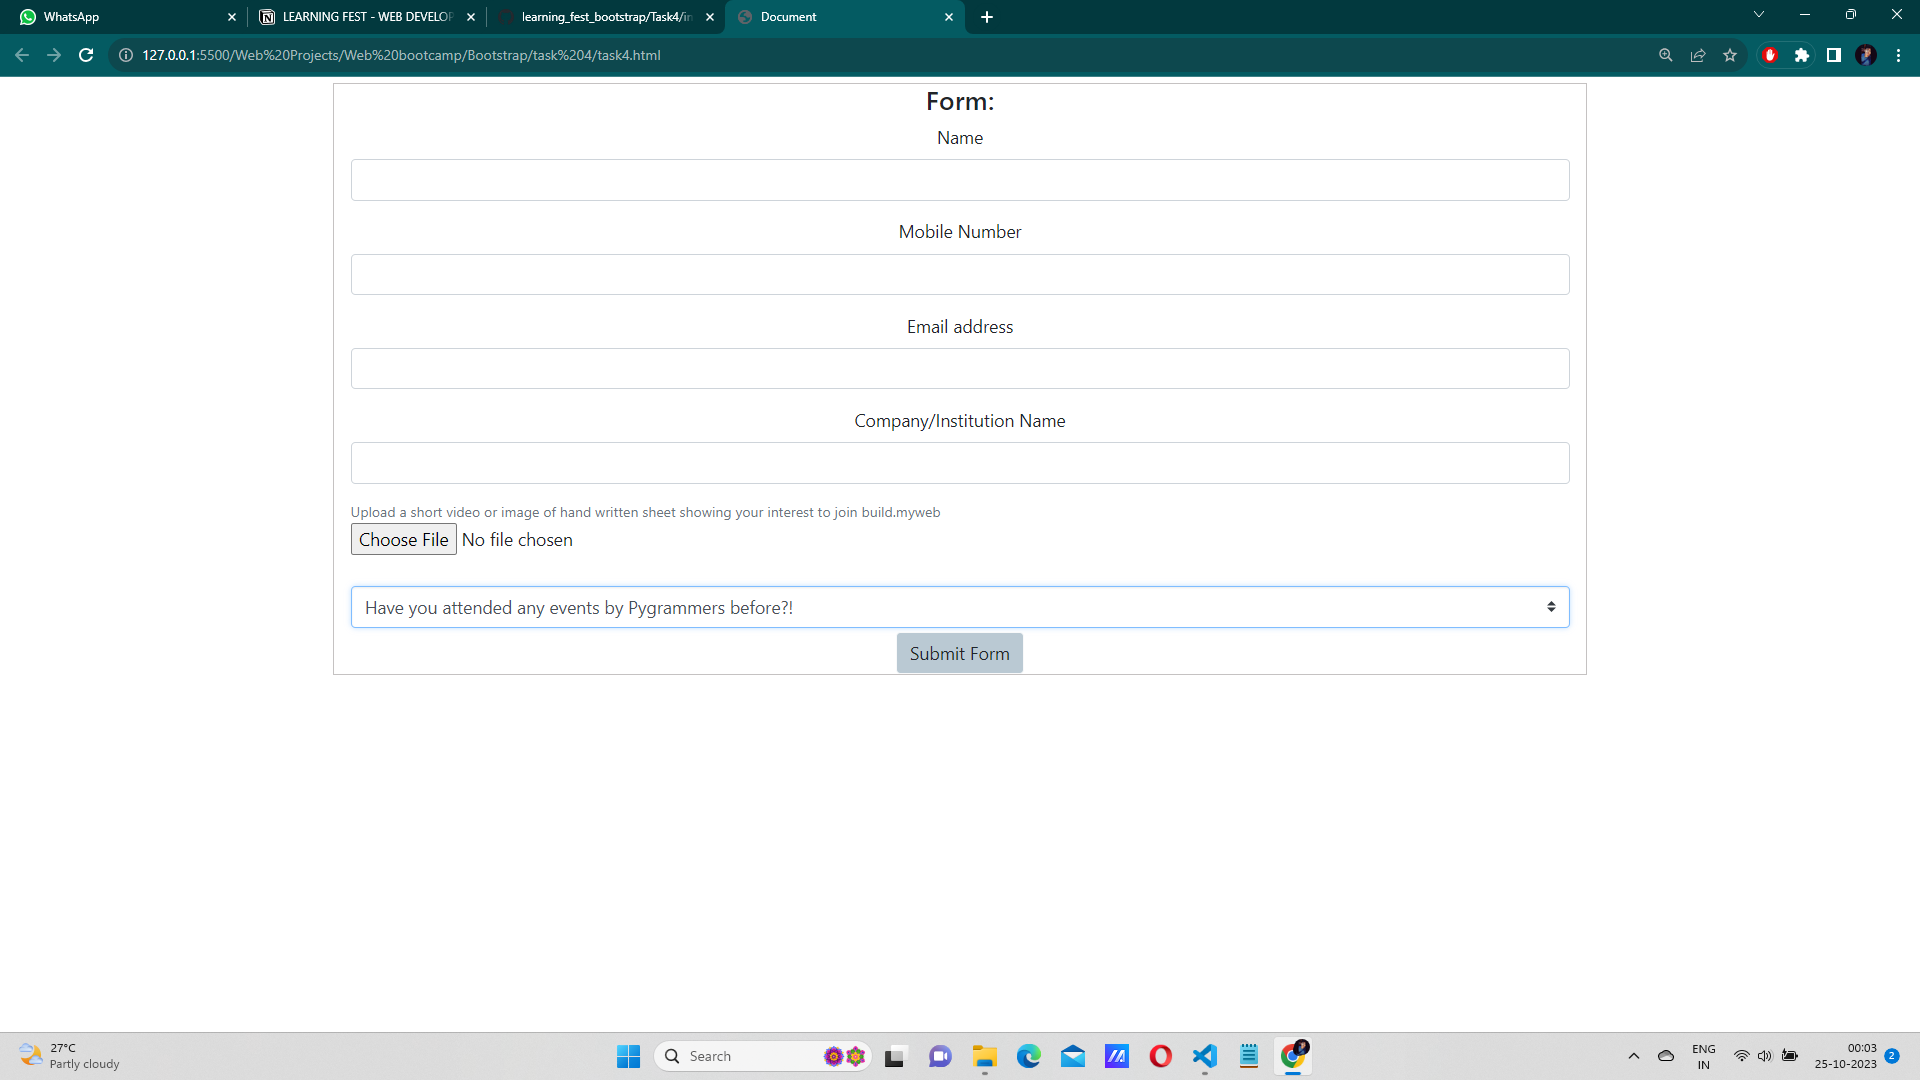 WhatsApp
LEARNING FEST - WEB DEVELOP
learning_fest_bootstrap/Task4/in
Document
127.0.0.1:5500/Web%20Projects/Web%20bootcamp/Bootstrap/task%204/task4.html
Form:
Name
Mobile Number
Email address
Company/Institution Name
Upload a short video or image of hand written sheet showing your interest to join build.myweb
Choose File No file chosen
Have you attended any events by Pygrammers before?!
Submit Form
27°C
Partly cloudy
Search
ENG
IN
00:03
25-10-2023
2